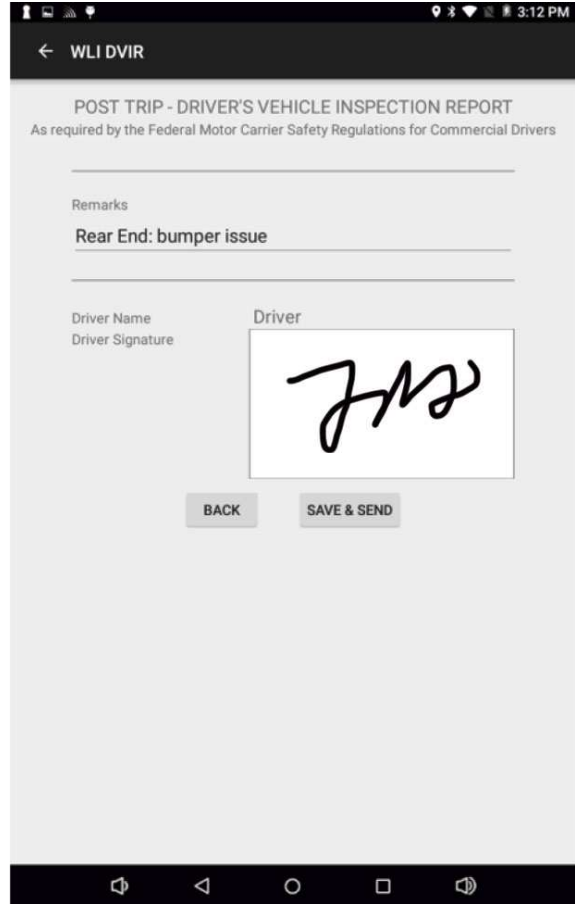 3:12 PM
WLI DVIR
POST TRIP - DRIVER'S VEHICLE INSPECTION REPORT
As required by the Federal Motor Carrier Safety Regulations for Commercial Drivers
Remarks
Rear End: bumper issue
Driver Name Driver
Driver Signature
BACK SAVE & SEND